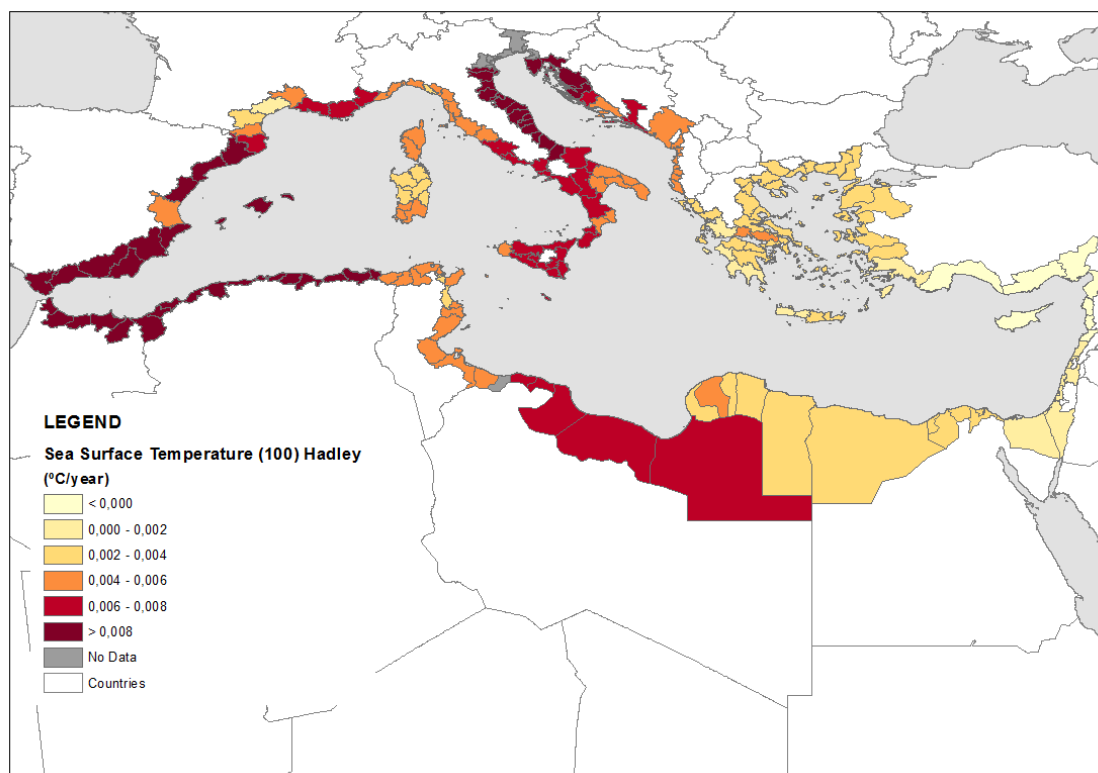 LEGEND
Sea Surface Temperature (100) Hadley
(ºC/year)
< 0,000
0,000 - 0,002
0,002 - 0,004
0,004 - 0,006
0,006 - 0,008
> 0,008
No Data
Countries